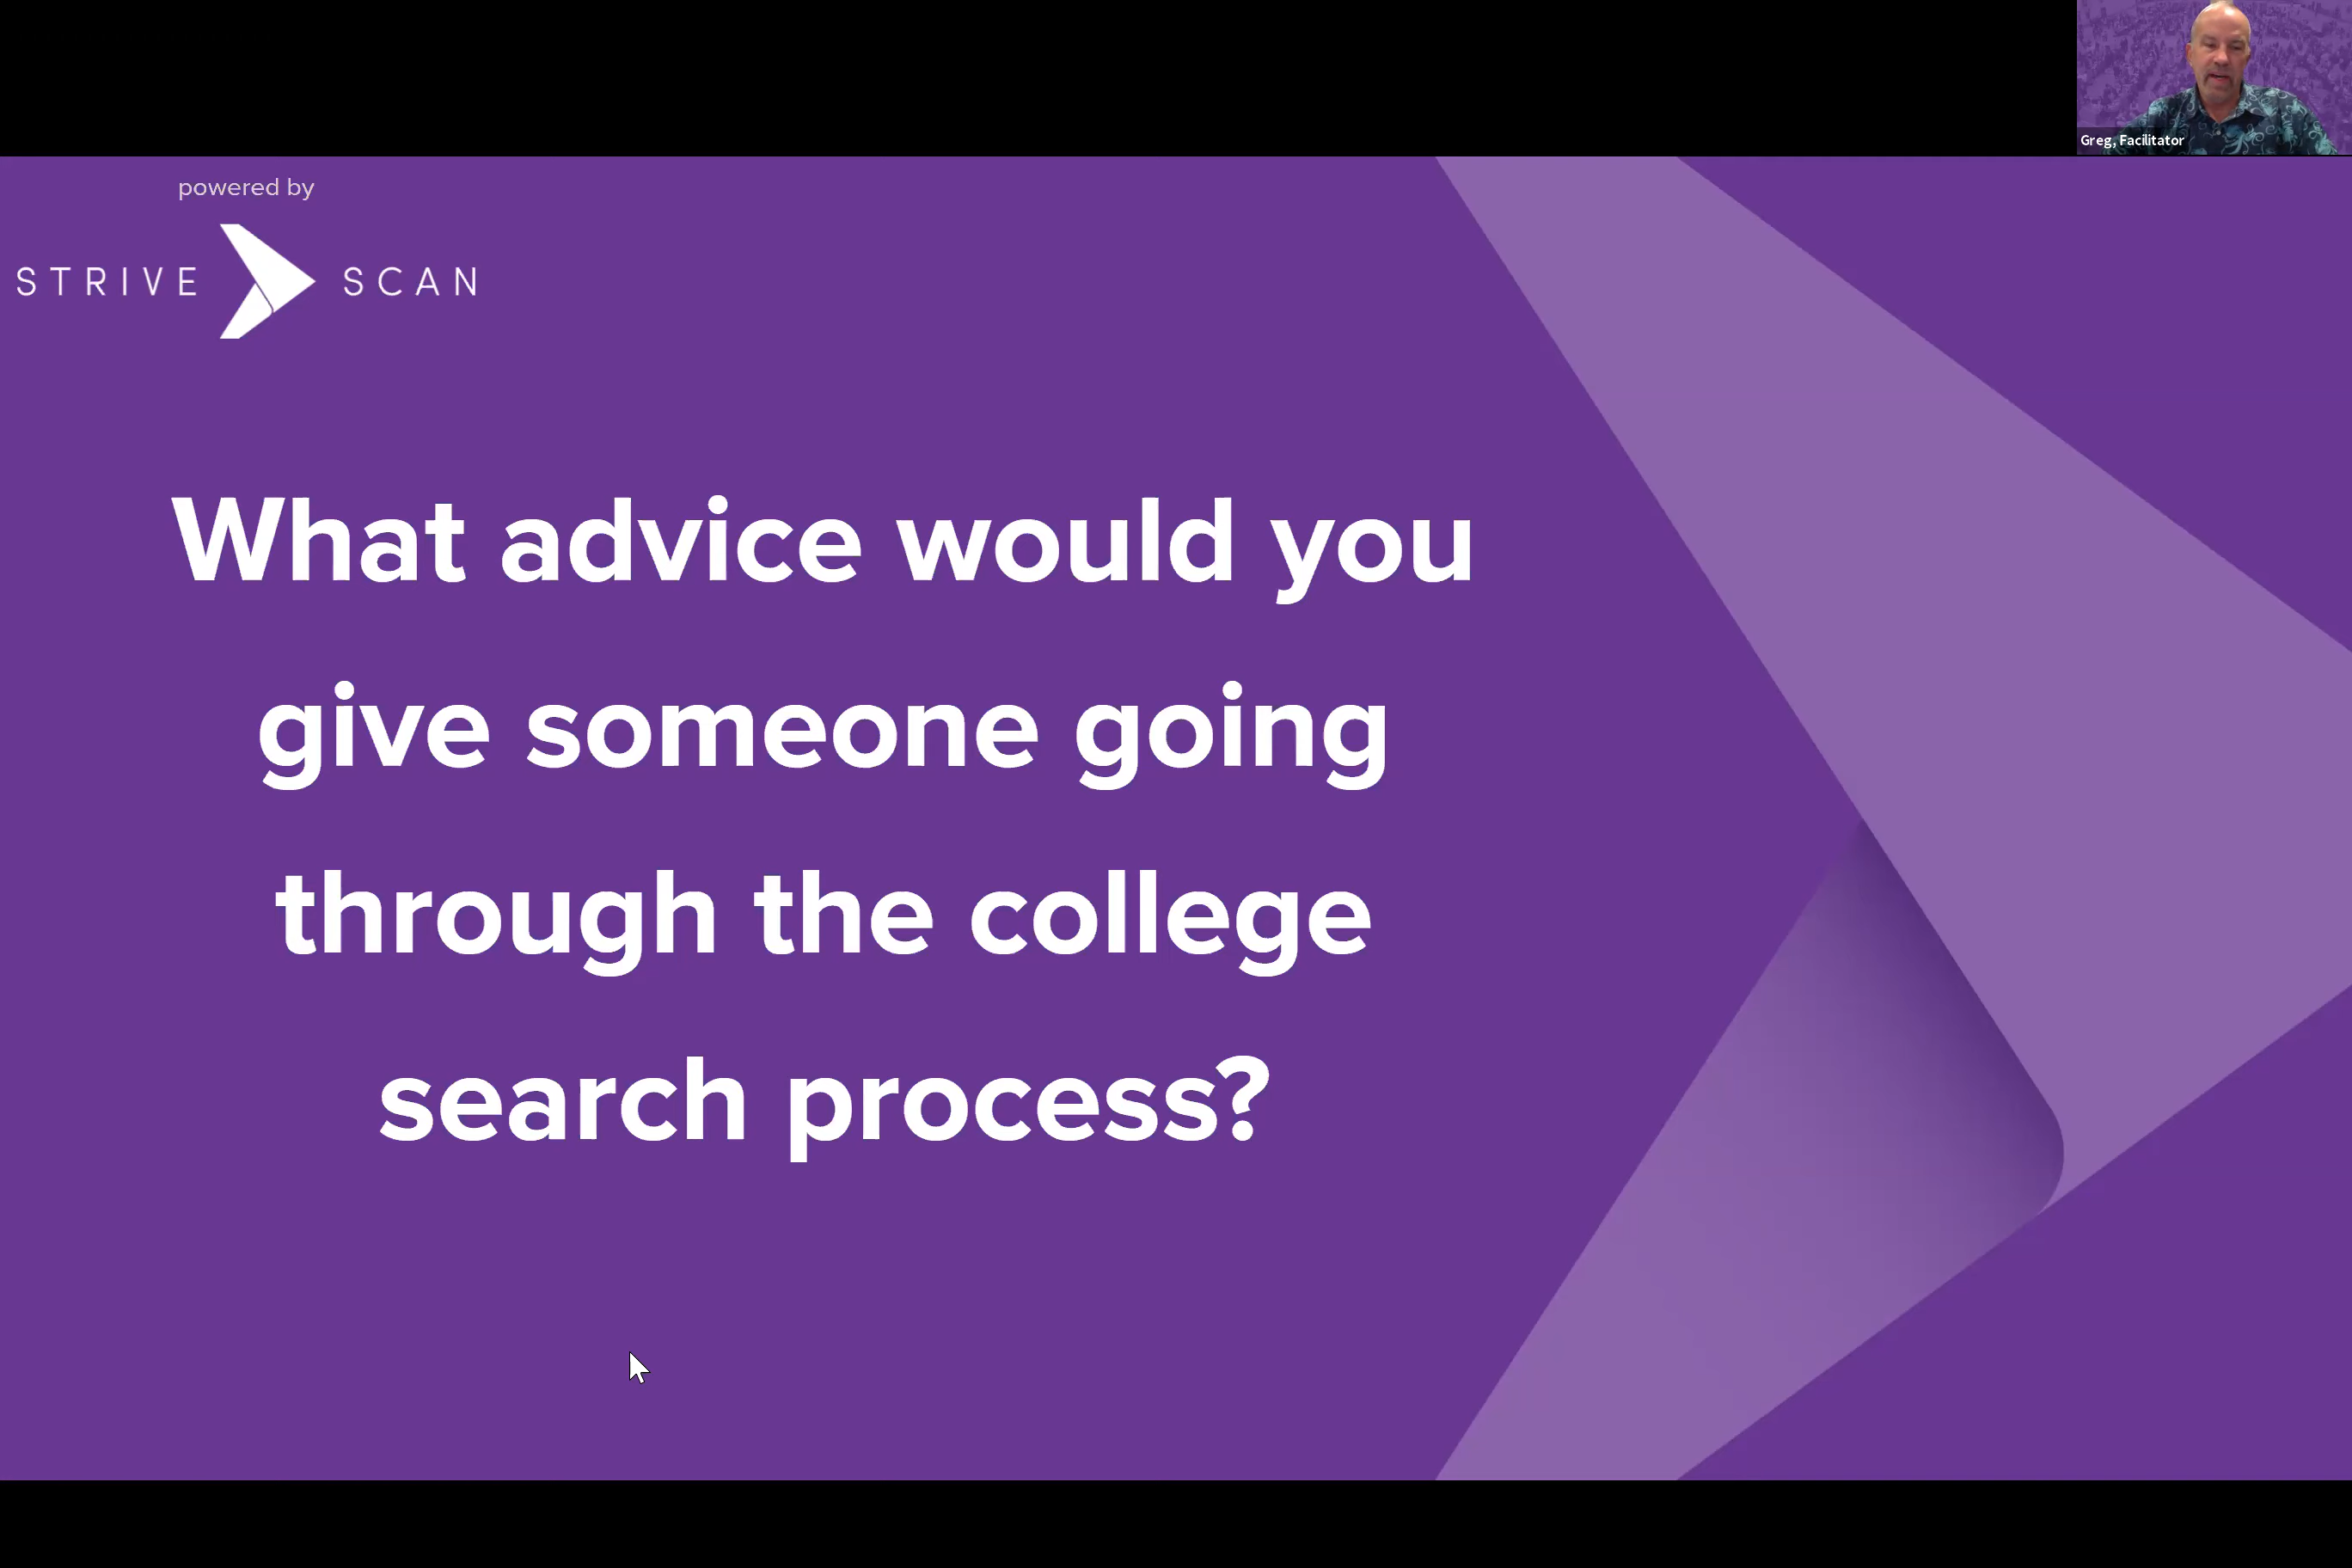 Greg, Facilitator
powered by
STRIVE SCAN
What advice would you
give someone going
through the college
search process?